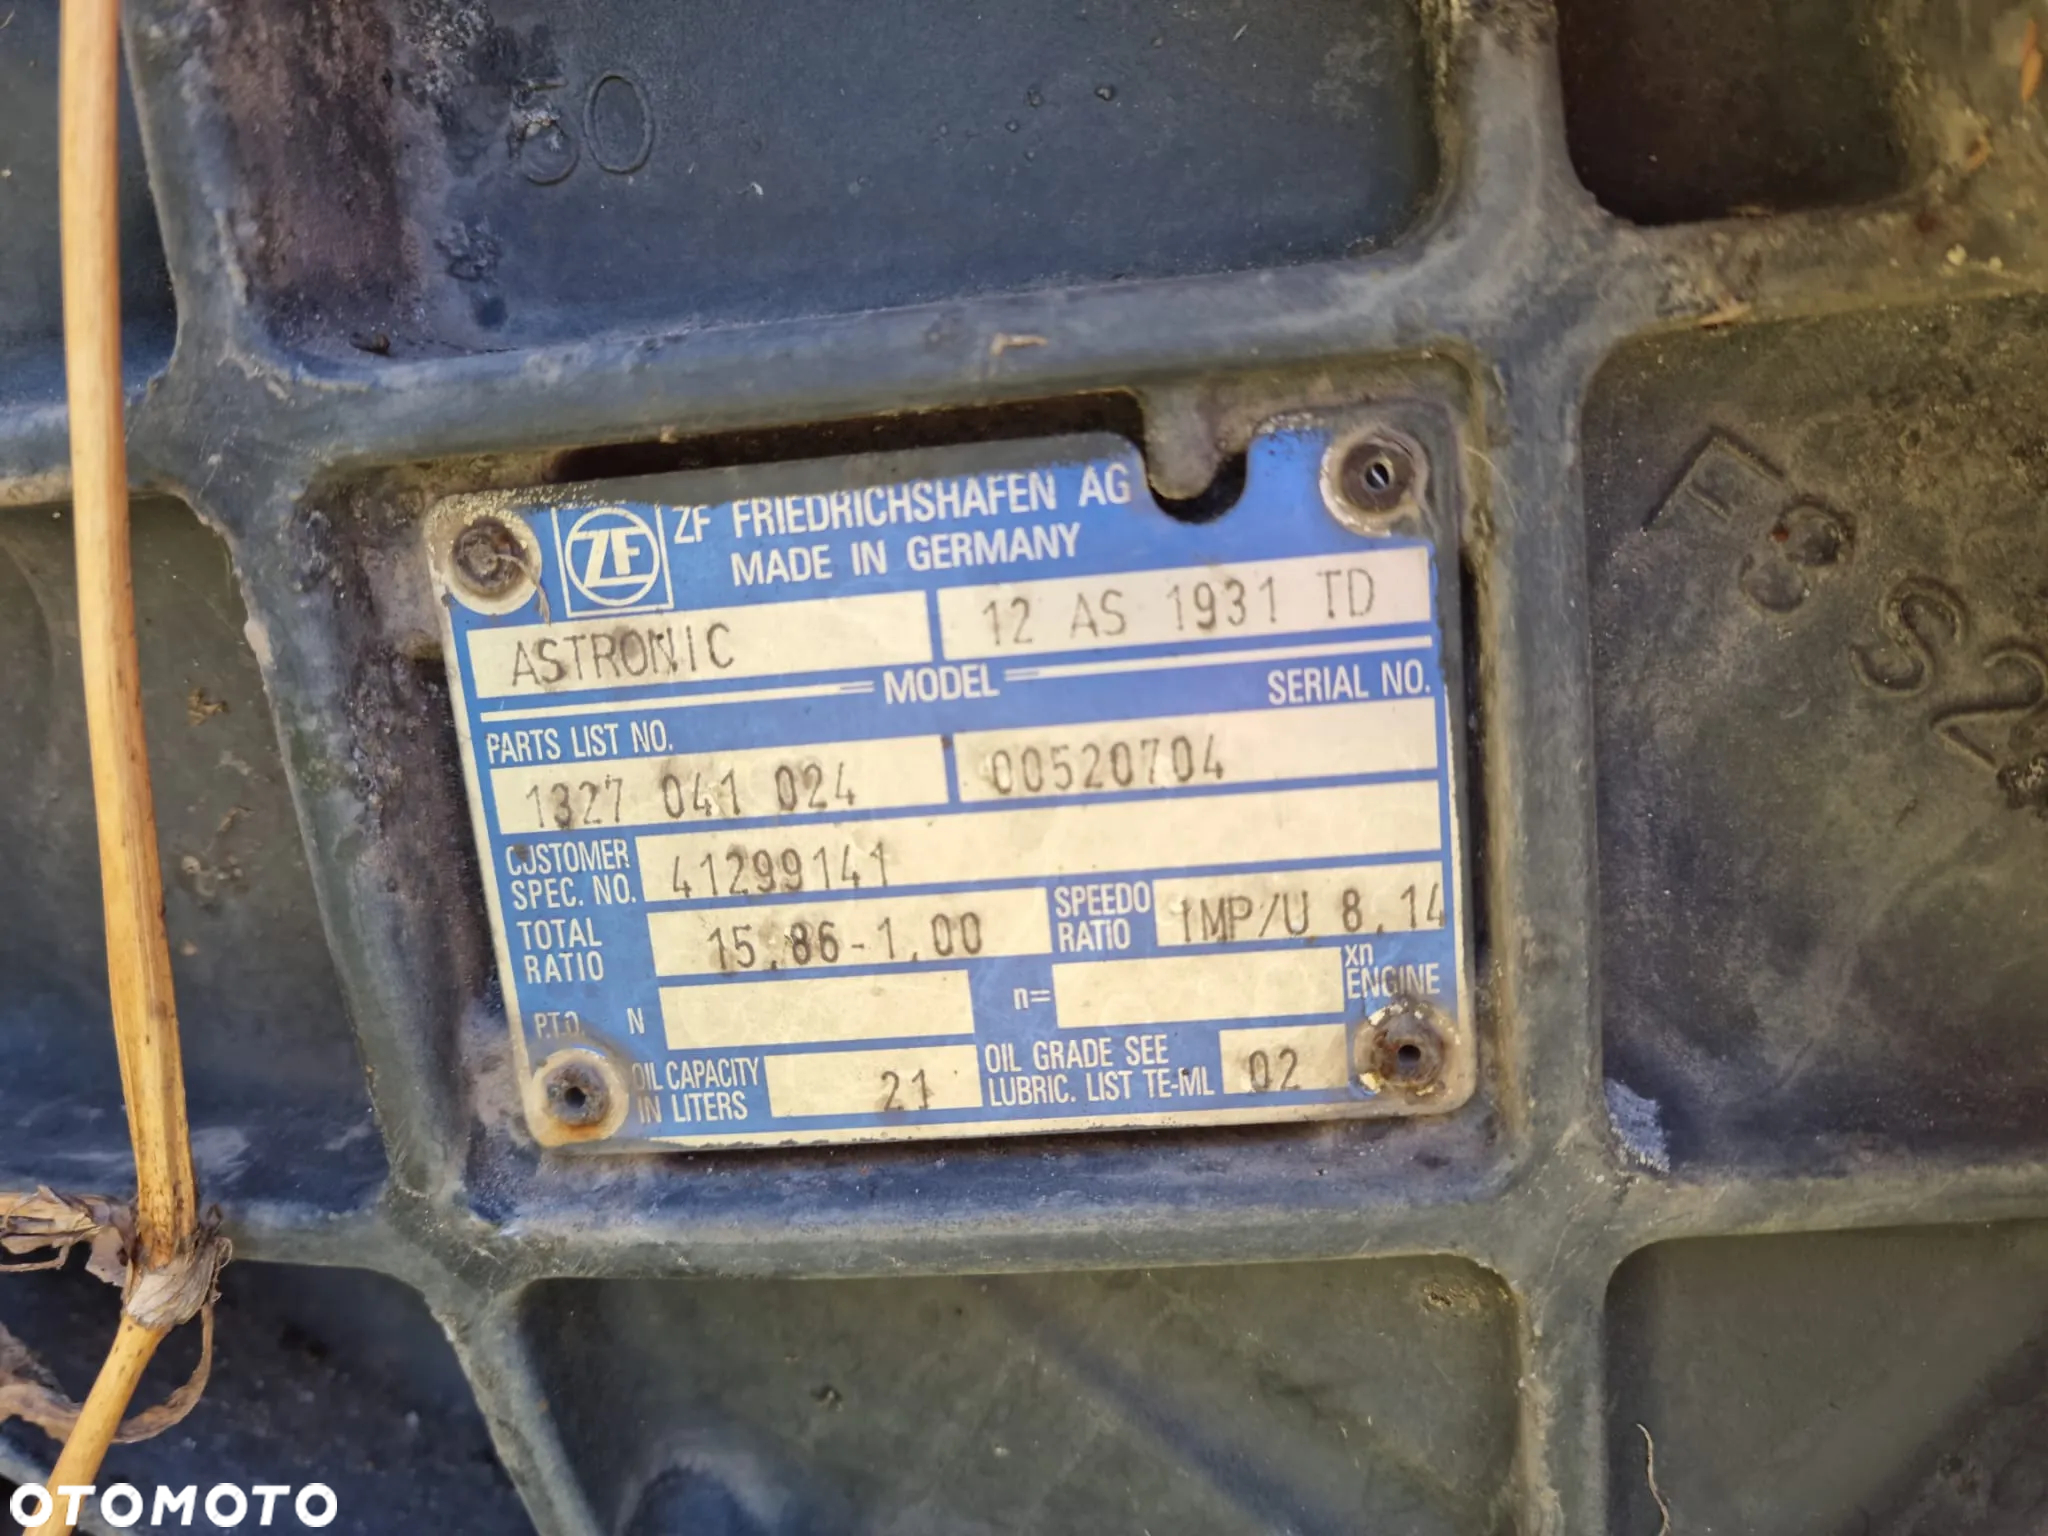 50
ZF
ZF FRIEDRICHSHAFEN AG
MADE IN GERMANY
ASTRONIC
12 AS 1931 TD
MODEL
SERIAL NO.
PARTS LIST NO.
1327 041 024
00520704
CUSTOMER
SPEC. NO.
41299141
TOTAL
RATIO
15,86-1,00
SPEEDO
RATIO
IMP/U 8,14
P.T.O. N
n=
xn
ENGINE
OIL CAPACITY
IN LITERS
21
OIL GRADE SEE
LUBRIC. LIST TE-ML
02
OTOMOTO